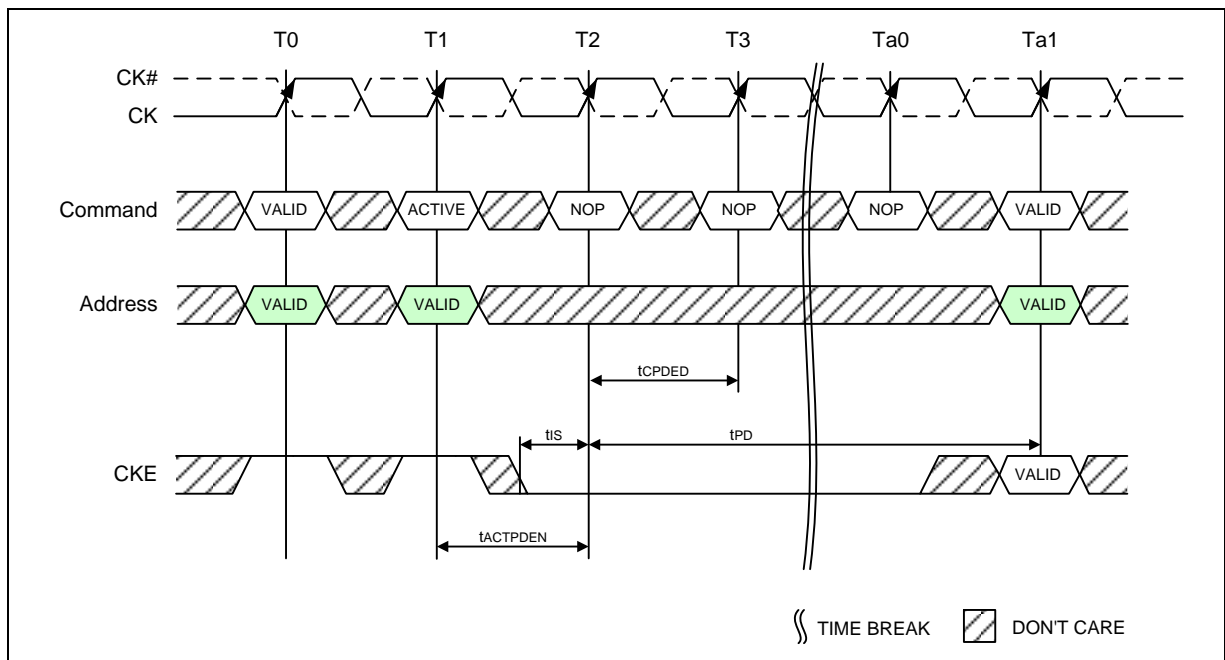 T0 T1 T2 T3 Ta0 Ta1
CK#
CK
Command VALID ACTIVE NOP NOP NOP VALID
Address VALID VALID VALID
tCPDED
tIS tPD
CKE VALID
tACTPDEN
TIME BREAK DON'T CARE